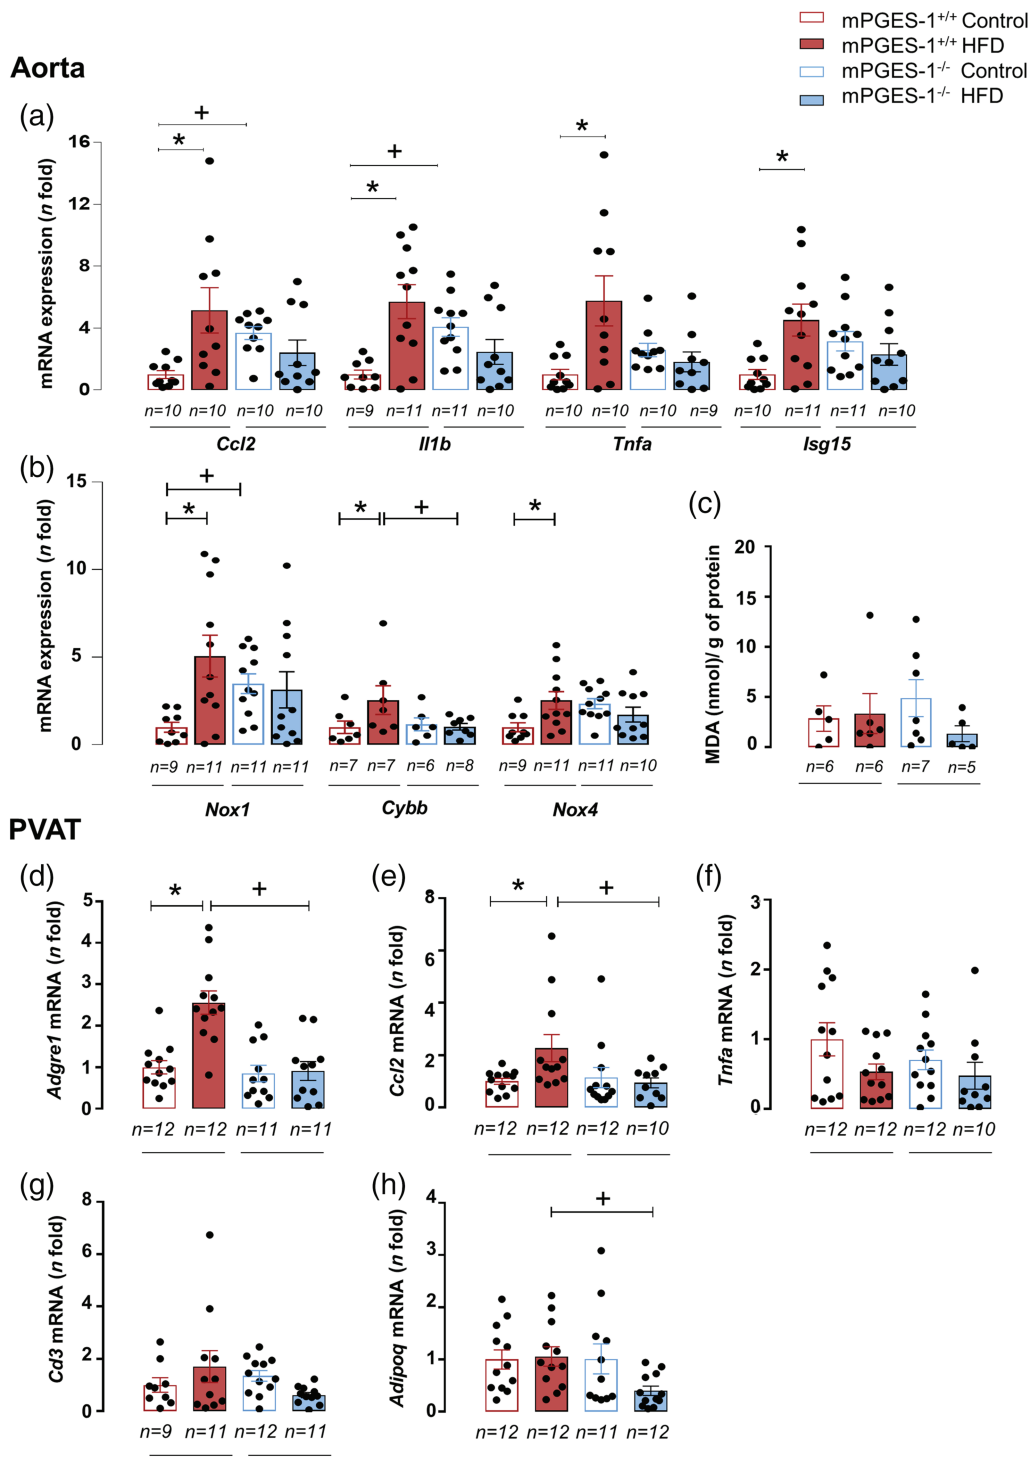 mPGES-1+/+ Control
mPGES-1+/+ HFD
mPGES-1-/- Control
mPGES-1-/- HFD
Aorta
(a)
mRNA expression (n fold)
16
12
8
4
0
+
*
+
*
*
*
n=10 n=10 n=10 n=10 n=9 n=11 n=11 n=10 n=10 n=10 n=10 n=9 n=10 n=11 n=11 n=10
Ccl2 Il1b Tnfa Isg15
(b)
mRNA expression (n fold)
15
10
5
0
+
*
*
+
*
n=9 n=11 n=11 n=11 n=7 n=7 n=6 n=8 n=9 n=11 n=11 n=10
Nox1 Cybb Nox4
(c)
MDA (nmol)/ g of protein
20
15
10
5
0
n=6 n=6 n=7 n=5
PVAT
(d)
Adgre1 mRNA (n fold)
5
4
3
2
1
0
* +
n=12 n=12 n=11 n=11
(e)
Ccl2 mRNA (n fold)
8
6
4
2
0
* +
n=12 n=12 n=12 n=10
(f)
Tnfa mRNA (n fold)
3
2
1
0
n=12 n=12 n=12 n=10
(g)
Cd3 mRNA (n fold)
8
6
4
2
0
n=9 n=11 n=12 n=11
(h)
Adipoq mRNA (n fold)
4
3
2
1
0
+
n=12 n=12 n=11 n=12